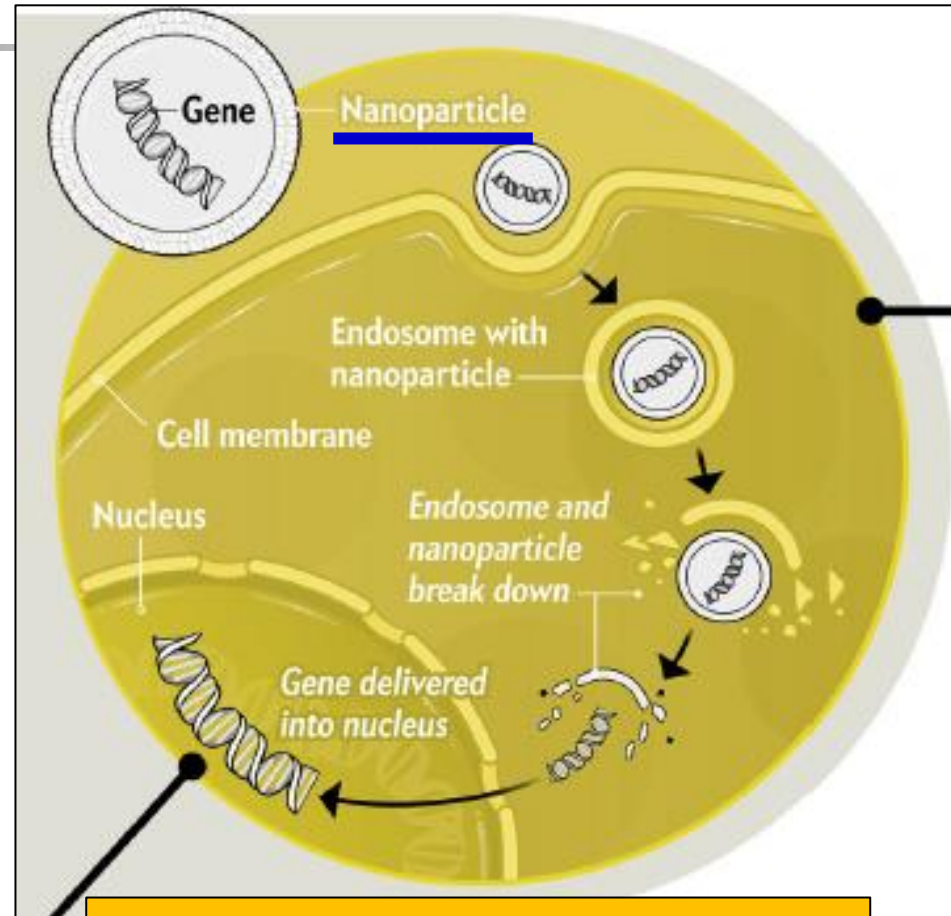 Gene
Nanoparticle
Endosome with
nanoparticle
Cell membrane
Nucleus
Endosome and
nanoparticle
break down
Gene delivered
into nucleus